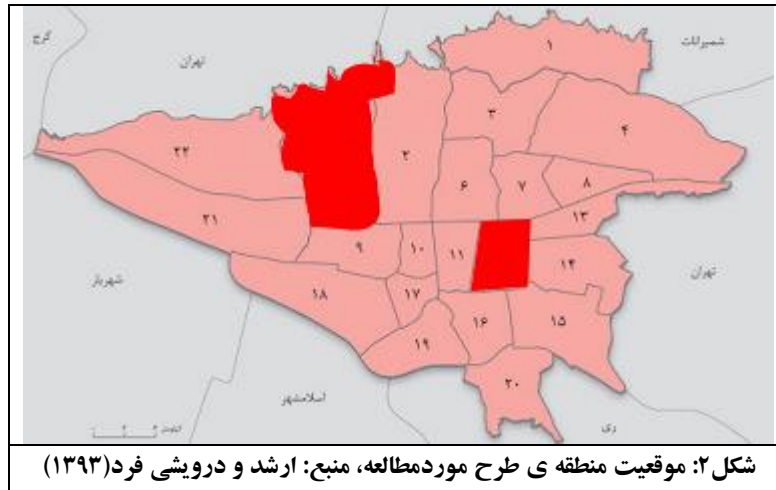 کرج
تهران
شمیرانات
۱
۳
۴
۲
۲۲
۶
۷
۸
۲۱
۱۳
۹
۱۰
۱۱
۱۴
تهران
شهریار
۱۸
۱۷
۱۶
۱۵
۱۹
۲۰
اسلامشهر
ری
کیلومتر
شکل۲: موقعیت منطقه ی طرح موردمطالعه، منبع: ارشد و درویشی فرد(۱۳۹۳)